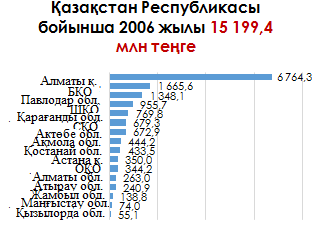 Қазақстан Республикасы
бойынша 2006 жылы 15 199,4
млн теңге
Алматы қ. 6 764,3
БҚО 1 665,6
Павлодар обл. 1 348,1
ШҚО 955,7
Қарағанды обл. 769,8
СҚО 679,3
Ақтөбе обл. 672,9
Ақмола обл. 444,2
Қостанай обл. 433,5
Астана қ. 350,0
ОҚО 344,2
Алматы обл. 263,0
Атырау обл. 240,9
Жамбыл обл. 138,8
Маңғыстау обл. 74,0
Қызылорда обл. 55,1